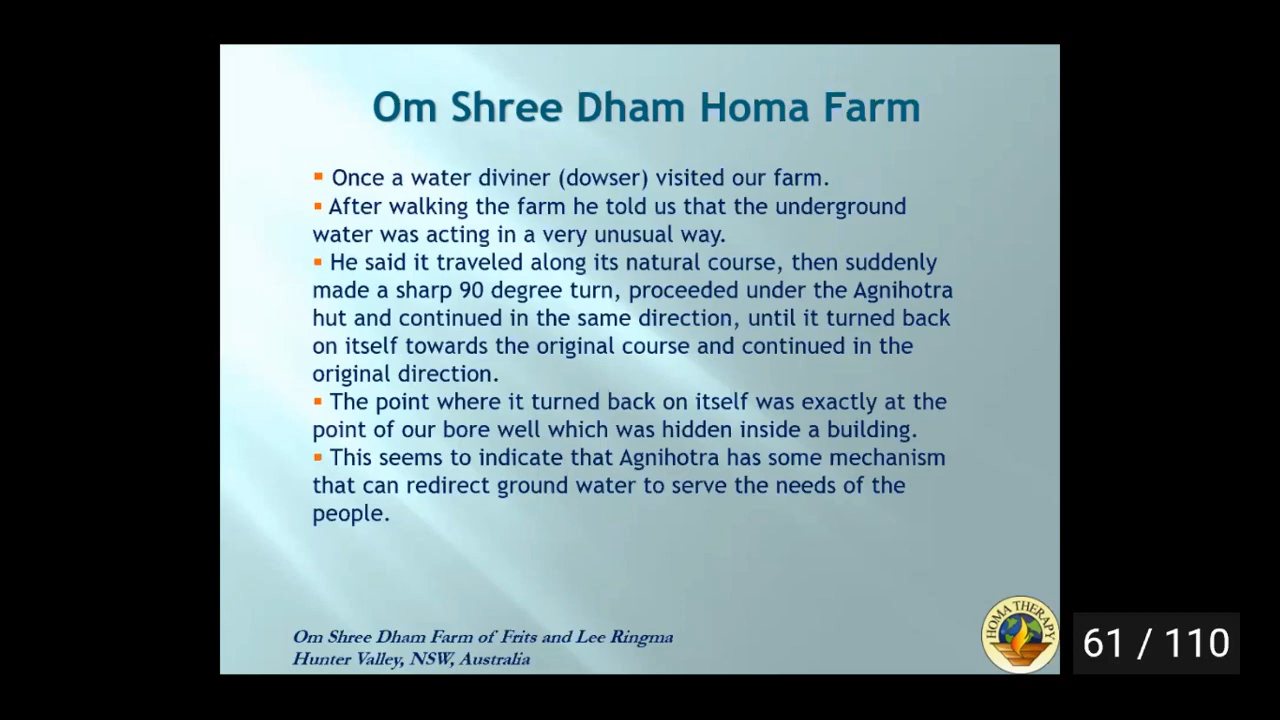 Om Shree Dham Homa Farm
▪ Once a water diviner (dowser) visited our farm.
▪ After walking the farm he told us that the underground
water was acting in a very unusual way.
▪ He said it traveled along its natural course, then suddenly
made a sharp 90 degree turn, proceeded under the Agnihotra
hut and continued in the same direction, until it turned back
on itself towards the original course and continued in the
original direction.
▪ The point where it turned back on itself was exactly at the
point of our bore well which was hidden inside a building.
▪ This seems to indicate that Agnihotra has some mechanism
that can redirect ground water to serve the needs of the
people.
Om Shree Dham Farm of Frits and Lee Ringma
Hunter Valley, NSW, Australia
HOMA THERAPY
61 / 110